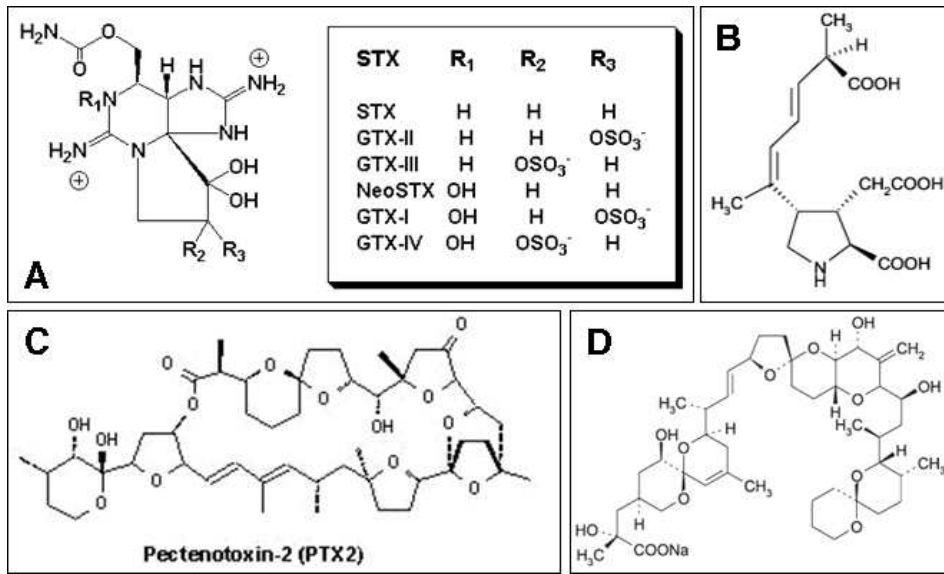 A
H₂N
O
O
H
HN
⊕
NH₂
R₁
N
NH
H₂N
⊕
N
OH
OH
R₂
R₃
STX R₁ R₂ R₃
STX H H H
GTX-II H H OSO₃⁻
GTX-III H OSO₃⁻ H
NeoSTX OH H H
GTX-I OH H OSO₃⁻
GTX-IV OH OSO₃⁻ H
B
CH₃
H
COOH
H₃C
CH₂COOH
COOH
N
H
C
O
O
O
O
O
O
O
OH
O
OH
OH
O
O
O
O
Pectenotoxin-2 (PTX2)
D
OH
H
O
O
CH₂
O
H
O
OH
H₃C
H
OH
O
CH₃
H₃C
H
O
CH₃
O
CH₃
O
HO
H₃C
COONa